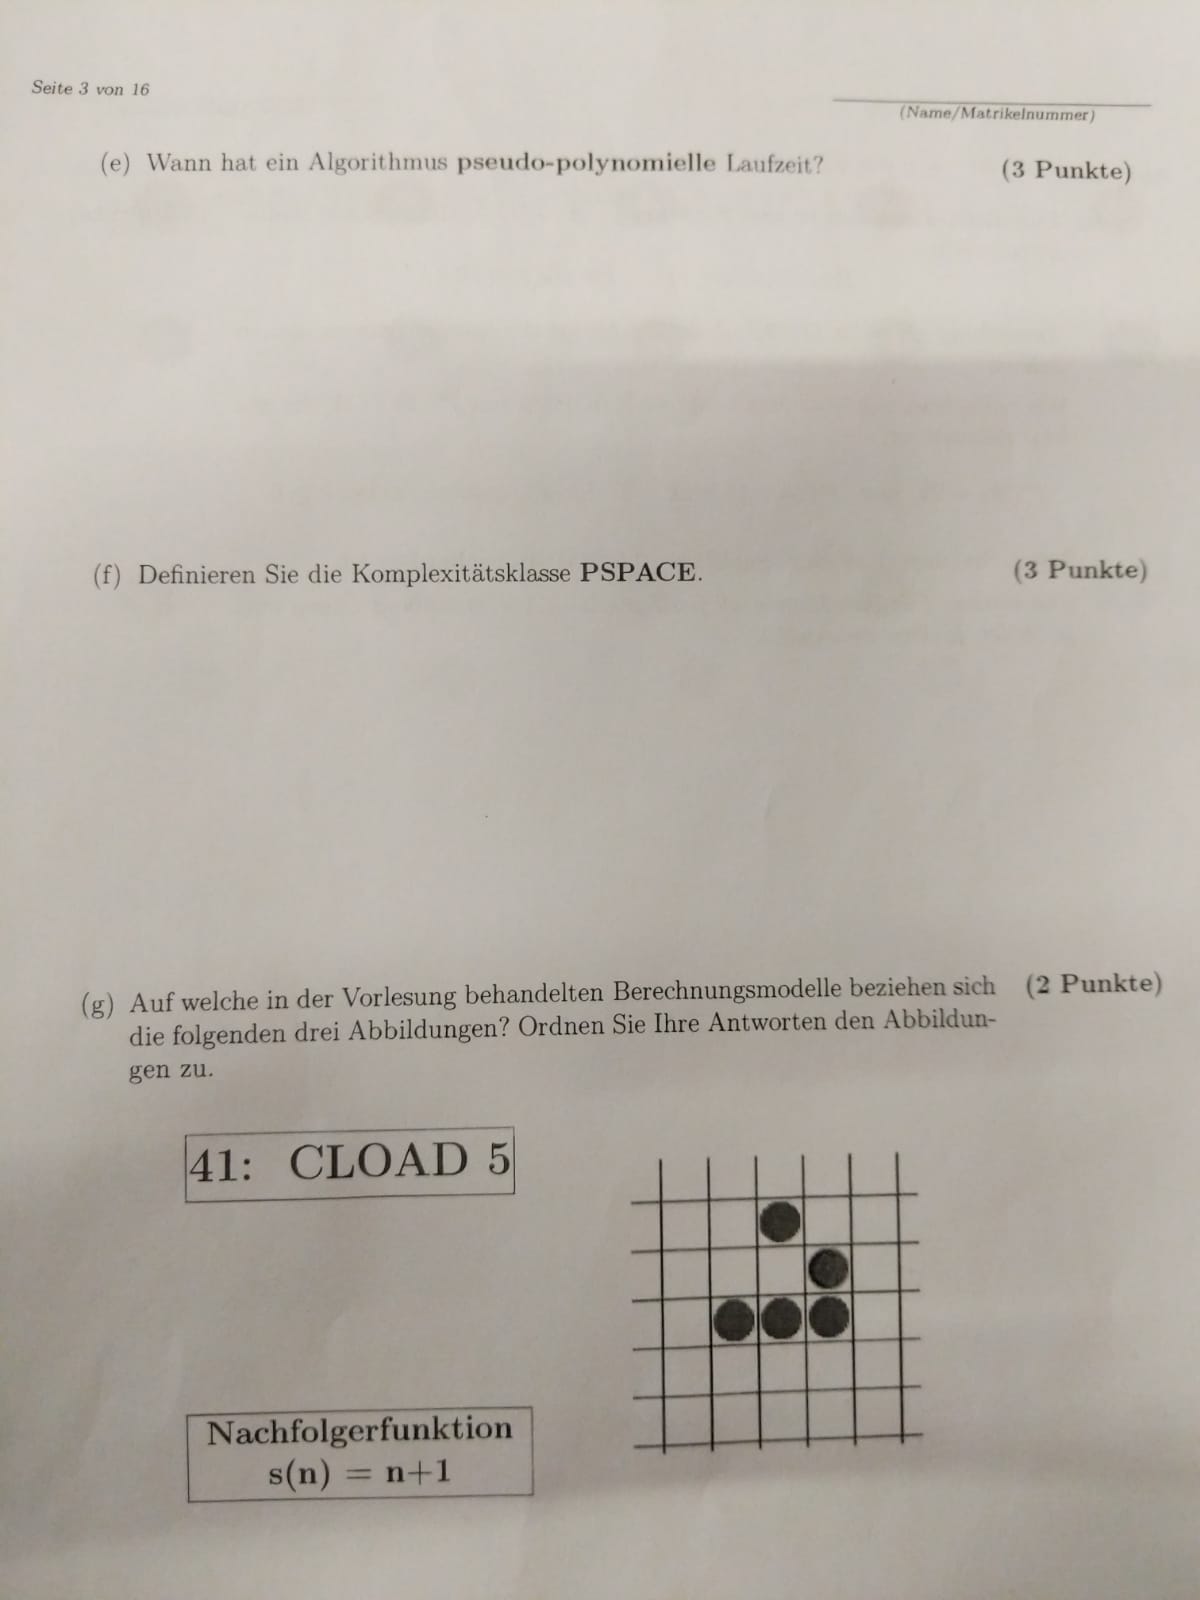 Seite 3 von 16
(Name/Matrikelnummer)
(e) Wann hat ein Algorithmus pseudo-polynomielle Laufzeit? (3 Punkte)
(f) Definieren Sie die Komplexitätsklasse PSPACE. (3 Punkte)
(g) Auf welche in der Vorlesung behandelten Berechnungsmodelle beziehen sich (2 Punkte)
die folgenden drei Abbildungen? Ordnen Sie Ihre Antworten den Abbildun-
gen zu.
41: CLOAD 5
Nachfolgerfunktion
s(n) = n+1